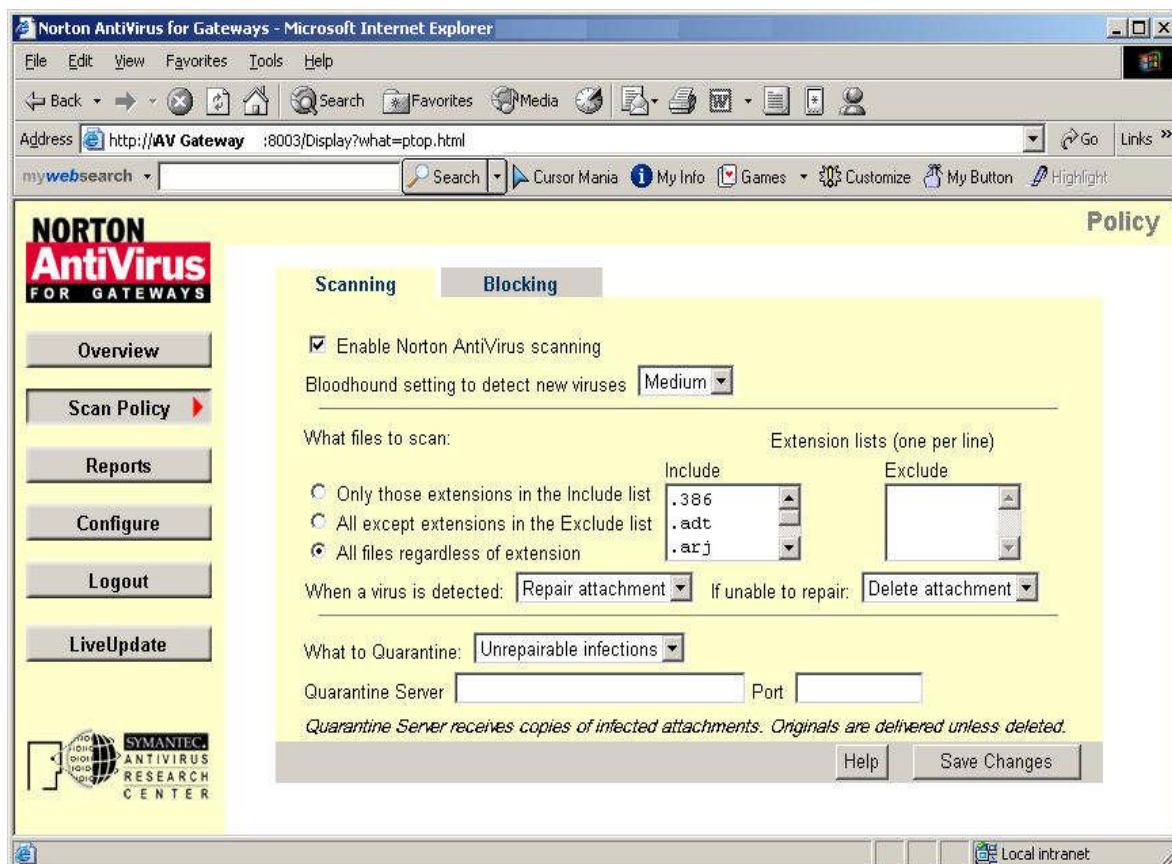 Norton AntiVirus for Gateways - Microsoft Internet Explorer
File Edit View Favorites Tools Help
Back Search Favorites Media
Address http://iAV Gateway :8003/Display?what=ptop.html Go Links »
mywebsearch Search Cursor Mania My Info Games Customize My Button Highlight
NORTON
AntiVirus
FOR GATEWAYS
Policy
Scanning Blocking
Overview
Scan Policy
Reports
Configure
Logout
LiveUpdate
Enable Norton AntiVirus scanning
Bloodhound setting to detect new viruses Medium
What files to scan: Extension lists (one per line)
Include Exclude
Only those extensions in the Include list
All except extensions in the Exclude list
All files regardless of extension
.386
.adt
.arj
When a virus is detected: Repair attachment If unable to repair: Delete attachment
What to Quarantine: Unrepairable infections
Quarantine Server Port
Quarantine Server receives copies of infected attachments. Originals are delivered unless deleted.
Help Save Changes
SYMANTEC.
ANTIVIRUS
RESEARCH
CENTER
Local intranet